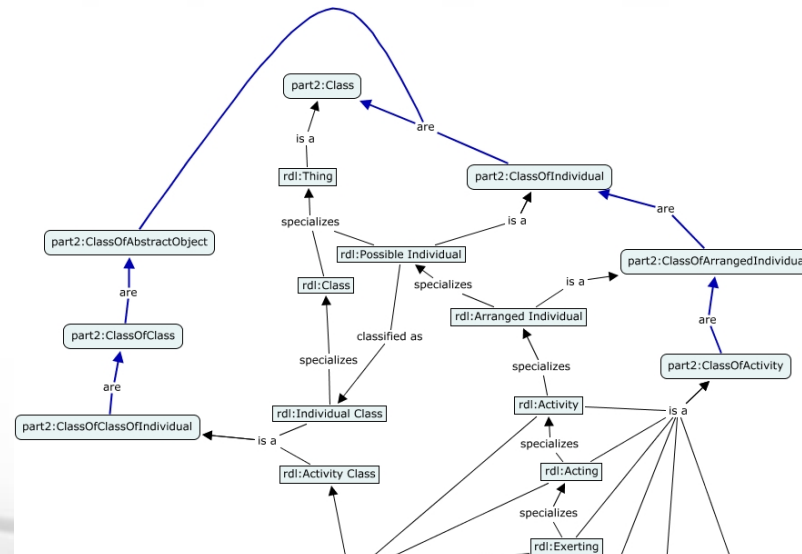 part2:Class
are
is a
rdl:Thing
part2:ClassOfIndividual
are
specializes
is a
part2:ClassOfAbstractObject
rdl:Possible Individual
part2:ClassOfArrangedIndividua
specializes
is a
rdl:Class
are
rdl:Arranged Individual
are
part2:ClassOfClass
classified as
specializes
specializes
part2:ClassOfActivity
are
rdl:Activity
is a
rdl:Individual Class
part2:ClassOfClassOfIndividual
is a
specializes
rdl:Activity Class
rdl:Acting
specializes
rdl:Exerting